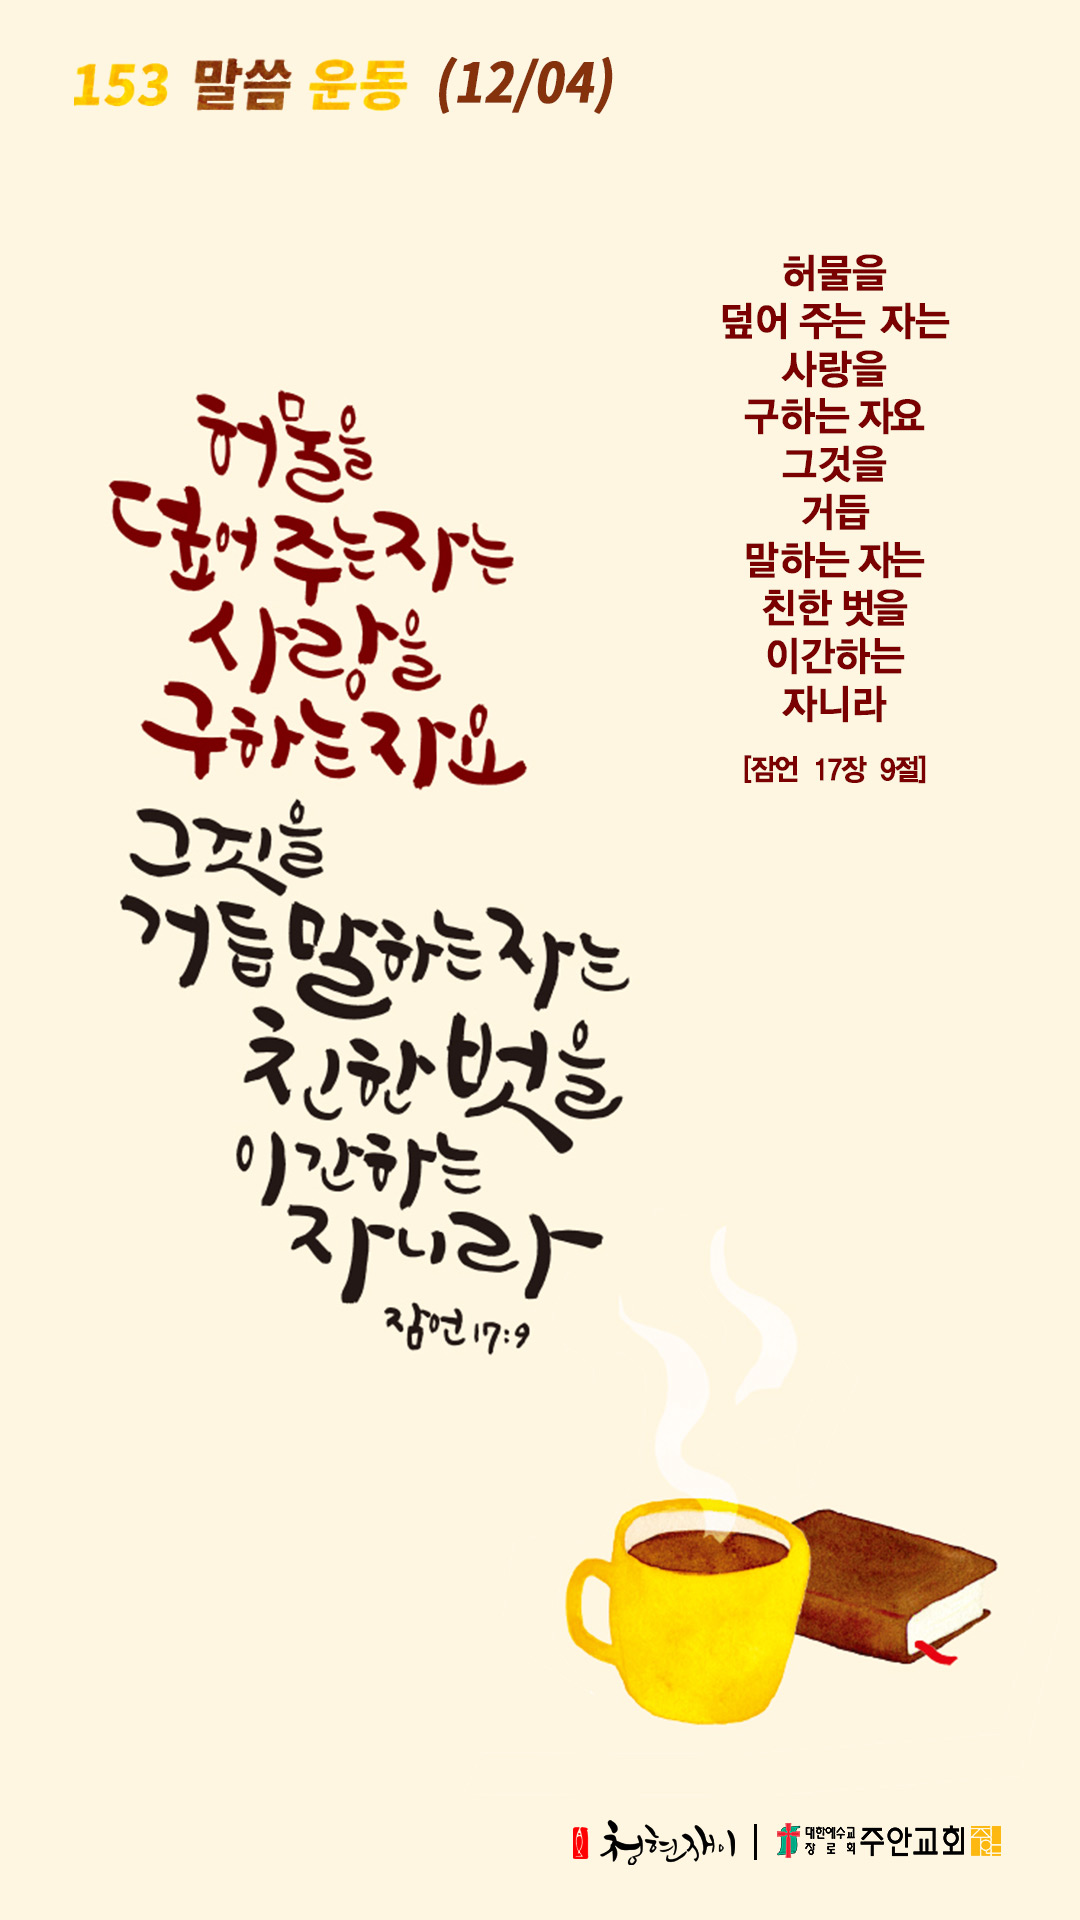 153 말씀 운동 (12/04)
허물을
덮어 주는 자는
사랑을
구하는 자요
그것을
거듭
말하는 자는
친한 벗을
이간하는
자니라
[잠언 17장 9절]
허물을
덮어 주는 자는
사랑을
구하는 자요
그것을
거듭 말하는 자는
친한 벗을
이간하는
자니라
잠언 17:9
청현재이
대한예수교
장로회
주안교회